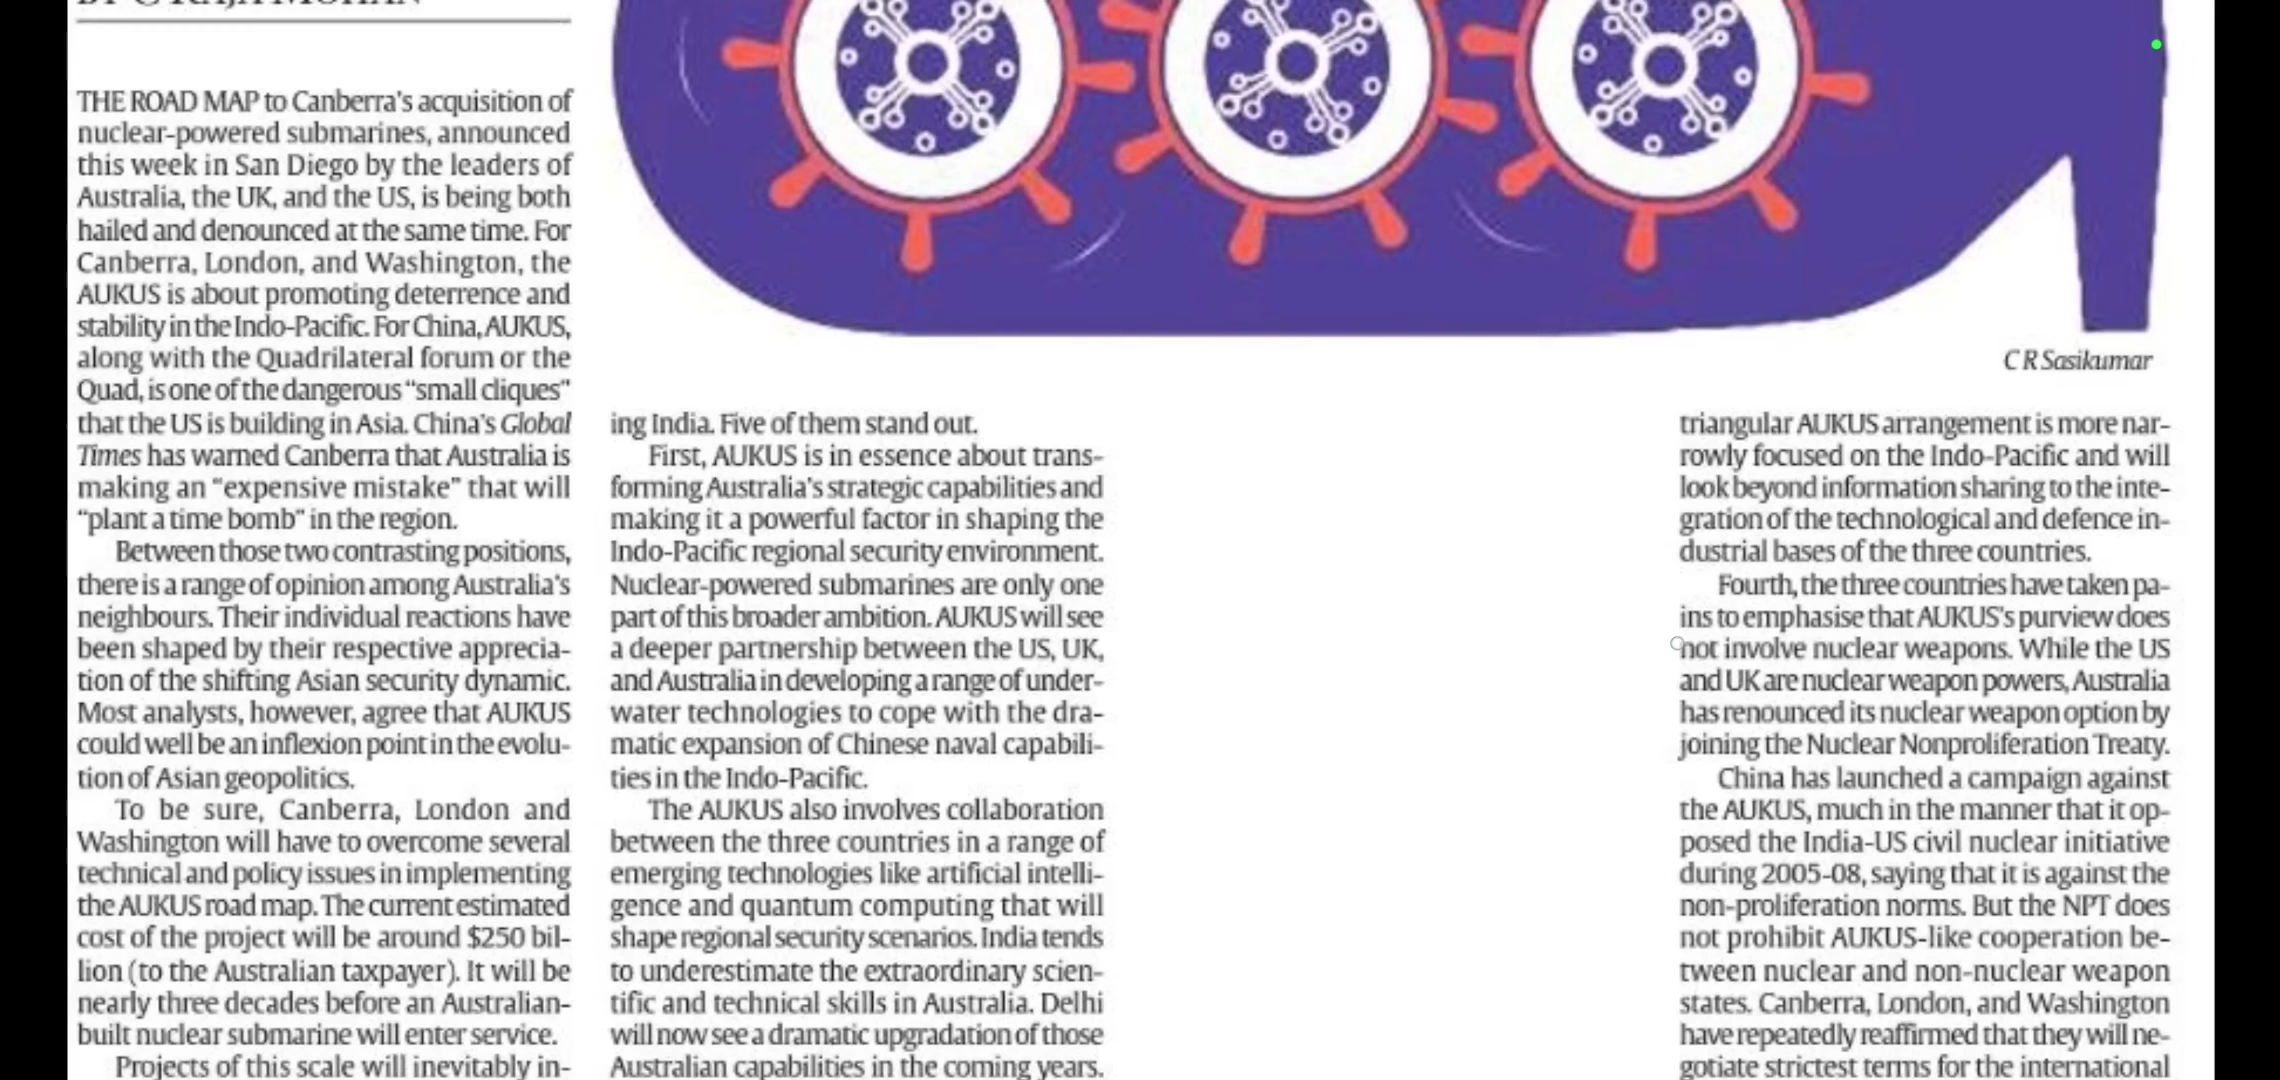 BY C RAJA MOHAN
THE ROAD MAP to Canberra's acquisition of
nuclear-powered submarines, announced
this week in San Diego by the leaders of
Australia, the UK, and the US, is being both
hailed and denounced at the same time. For
Canberra, London, and Washington, the
AUKUS is about promoting deterrence and
stability in the Indo-Pacific. For China, AUKUS,
along with the Quadrilateral forum or the
Quad, is one of the dangerous “small cliques”
that the US is building in Asia. China's Global
Times has warned Canberra that Australia is
making an “expensive mistake” that will
“plant a time bomb” in the region.
Between those two contrasting positions,
there is a range of opinion among Australia's
neighbours. Their individual reactions have
been shaped by their respective apprecia-
tion of the shifting Asian security dynamic.
Most analysts, however, agree that AUKUS
could well be an inflexion point in the evolu-
tion of Asian geopolitics.
To be sure, Canberra, London and
Washington will have to overcome several
technical and policy issues in implementing
the AUKUS road map. The current estimated
cost of the project will be around $250 bil-
lion (to the Australian taxpayer). It will be
nearly three decades before an Australian-
built nuclear submarine will enter service.
Projects of this scale will inevitably in-
C R Sasikumar
ing India. Five of them stand out.
First, AUKUS is in essence about trans-
forming Australia's strategic capabilities and
making it a powerful factor in shaping the
Indo-Pacific regional security environment.
Nuclear-powered submarines are only one
part of this broader ambition. AUKUS will see
a deeper partnership between the US, UK,
and Australia in developing a range of under-
water technologies to cope with the dra-
matic expansion of Chinese naval capabili-
ties in the Indo-Pacific.
The AUKUS also involves collaboration
between the three countries in a range of
emerging technologies like artificial intelli-
gence and quantum computing that will
shape regional security scenarios. India tends
to underestimate the extraordinary scien-
tific and technical skills in Australia. Delhi
will now see a dramatic upgradation of those
Australian capabilities in the coming years.
triangular AUKUS arrangement is more nar-
rowly focused on the Indo-Pacific and will
look beyond information sharing to the inte-
gration of the technological and defence in-
dustrial bases of the three countries.
Fourth, the three countries have taken pa-
ins to emphasise that AUKUS's purview does
not involve nuclear weapons. While the US
and UK are nuclear weapon powers, Australia
has renounced its nuclear weapon option by
joining the Nuclear Nonproliferation Treaty.
China has launched a campaign against
the AUKUS, much in the manner that it op-
posed the India-US civil nuclear initiative
during 2005-08, saying that it is against the
non-proliferation norms. But the NPT does
not prohibit AUKUS-like cooperation be-
tween nuclear and non-nuclear weapon
states. Canberra, London, and Washington
have repeatedly reaffirmed that they will ne-
gotiate strictest terms for the international